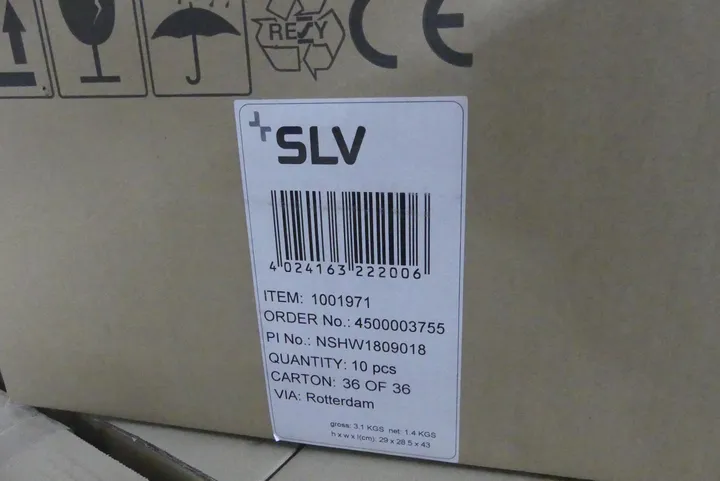 RESY
CE
SLV
4 024163 222006
ITEM: 1001971
ORDER No.: 4500003755
PI No.: NSHW1809018
QUANTITY: 10 pcs
CARTON: 36 OF 36
VIA: Rotterdam
gross: 3.1 KGS net: 1.4 KGS
h x w x l(cm): 29 x 28.5 x 43